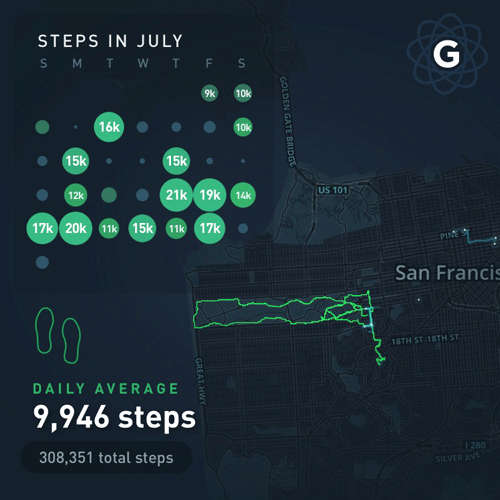 STEPS IN JULY
G
S M T W T F S
9k 10k
16k 10k
15k 15k
12k 21k 19k 14k
17k 20k 11k 15k 11k 17k
GOLDEN GATE BRIDGE
US 101
PINE S
San Francis
18TH ST 18TH ST
GREAT HWY
I 280
SILVER AVE
DAILY AVERAGE
9,946 steps
308,351 total steps